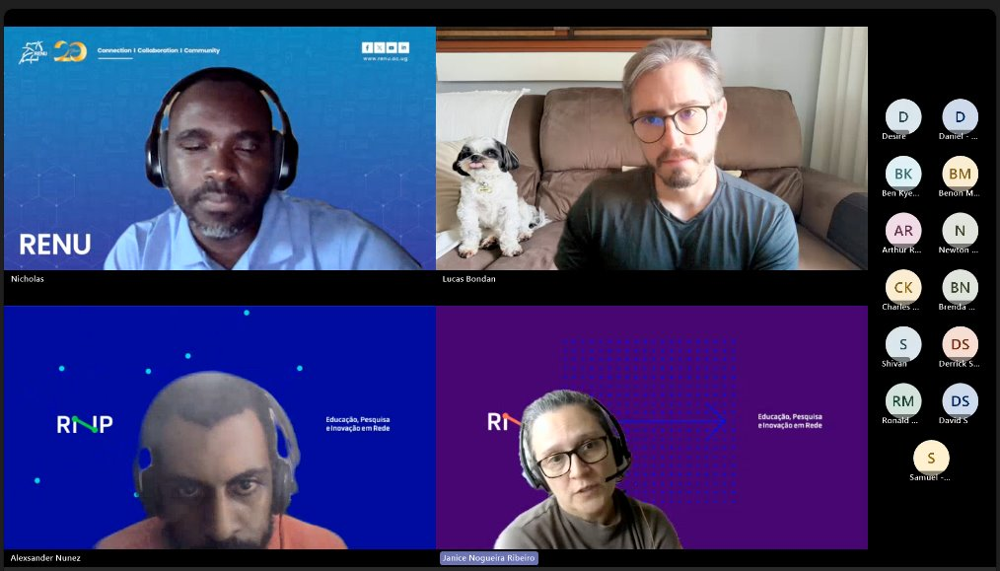 RENU
20
Connection | Collaboration | Community
www.renu.ac.ug
RENU
Nicholas
Lucas Bondan
RNP
Educação, Pesquisa
e Inovação em Rede
Alexsander Nunez
Educação, Pesquisa
e Inovação em Rede
Janice Nogueira Ribeiro
D
Desire
D
Daniel -...
BK
Ben Kye...
BM
Benon M...
AR
Arthur R...
N
Newton ...
CK
Charles ...
BN
Brenda ...
S
Shivan
DS
Derrick S...
RM
Ronald ...
DS
David S
S
Samuel -...